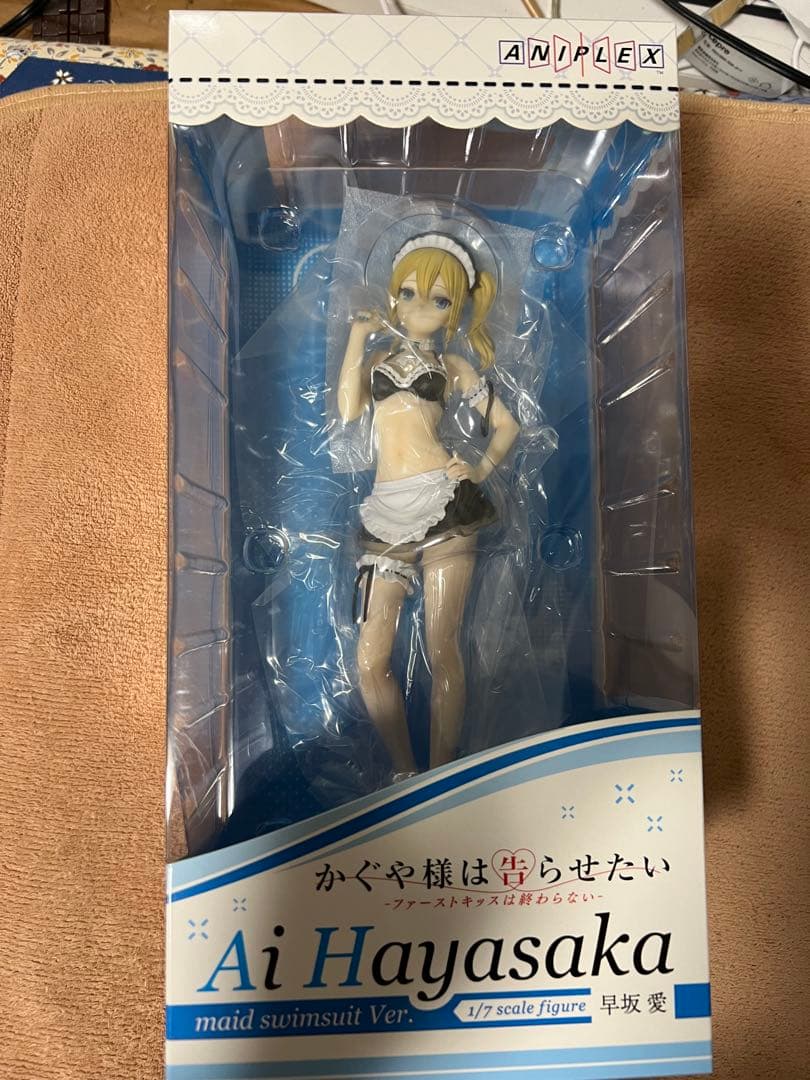 ANIPLEX
かぐや様は告らせたい
-ファーストキッスは終わらない-
Ai Hayasaka
maid swimsuit Ver.
1/7 scale figure
早坂 愛